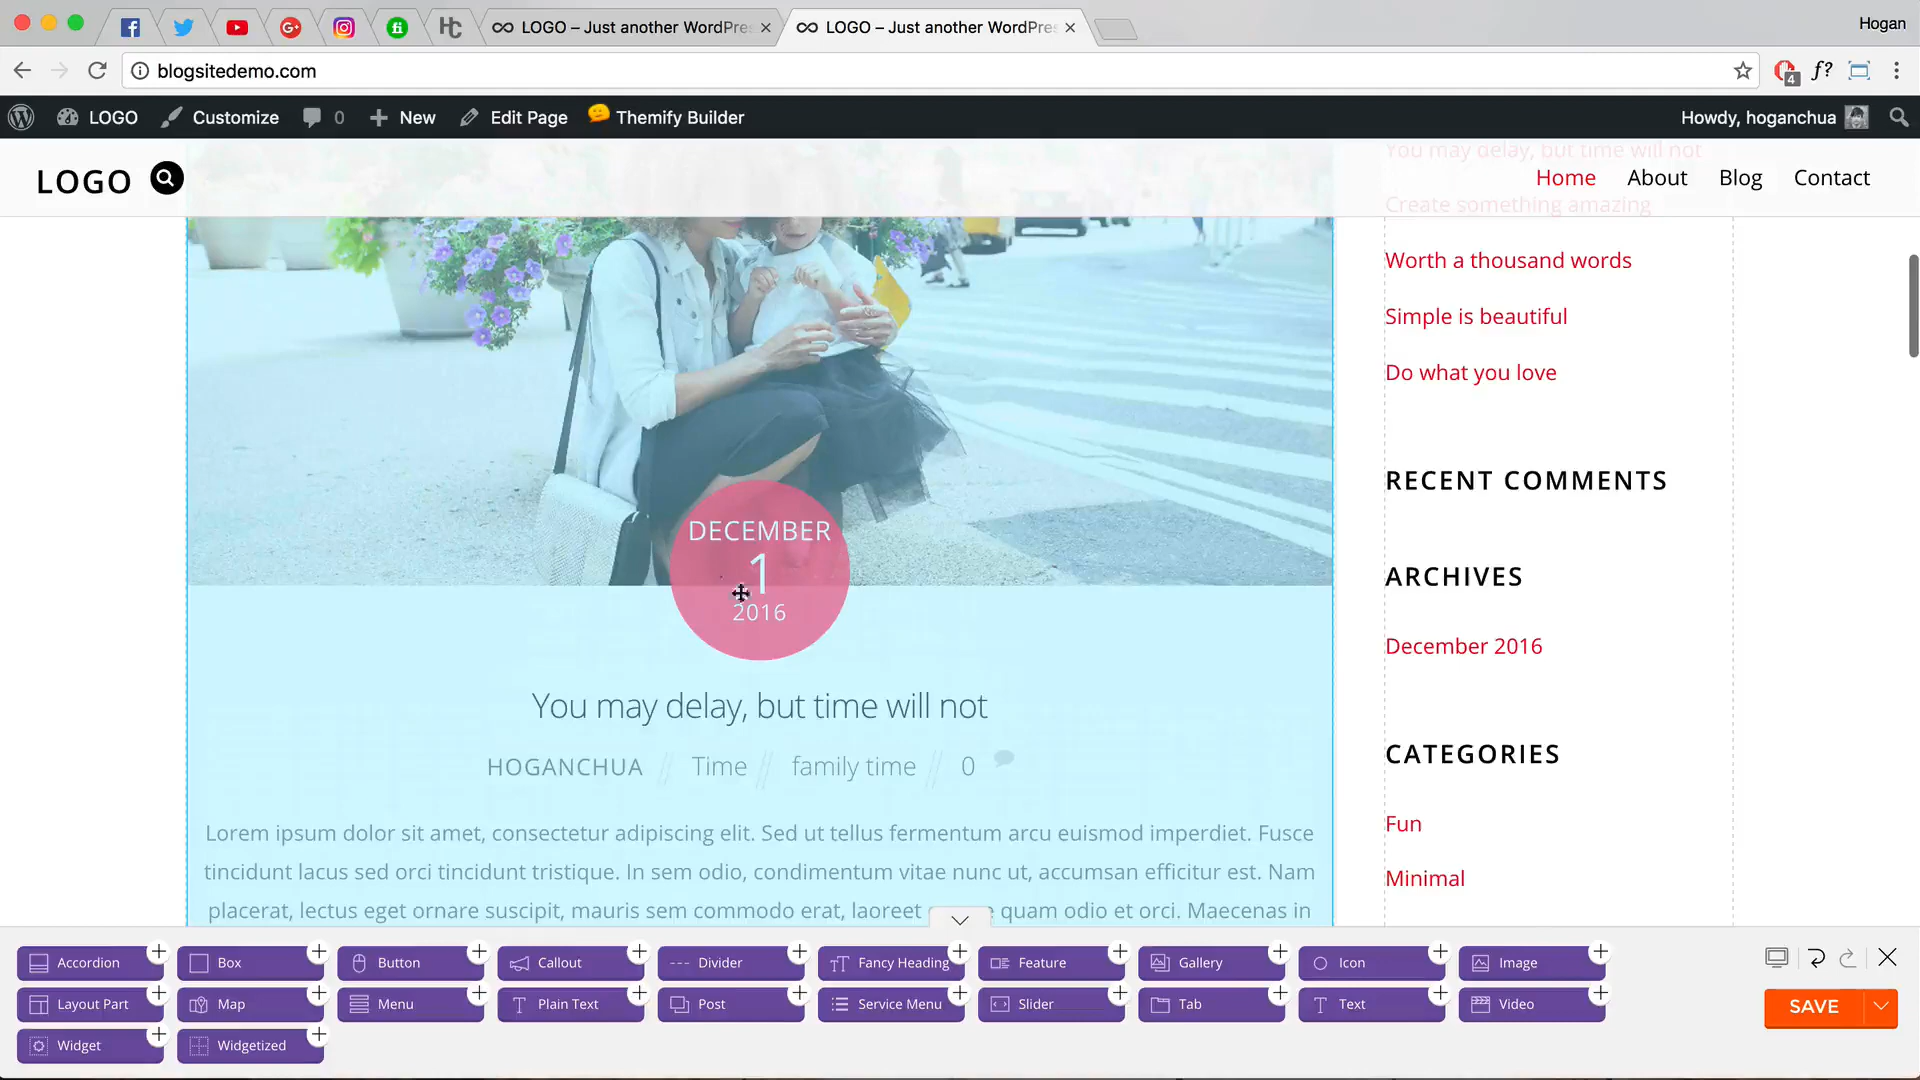 LOGO – Just another WordPres
LOGO – Just another WordPres
Hogan
blogsitedemo.com
4
f?
LOGO
Customize
0
New
Edit Page
Themify Builder
Howdy, hoganchua
LOGO
Home
About
Blog
Contact
You may delay, but time will not
Create something amazing
Worth a thousand words
Simple is beautiful
Do what you love
RECENT COMMENTS
ARCHIVES
December 2016
CATEGORIES
Fun
Minimal
DECEMBER
1
2016
You may delay, but time will not
HOGANCHUA // Time // family time // 0
Lorem ipsum dolor sit amet, consectetur adipiscing elit. Sed ut tellus fermentum arcu euismod imperdiet. Fusce
tincidunt lacus sed orci tincidunt tristique. In sem odio, condimentum vitae nunc ut, accumsan efficitur est. Nam
placerat, lectus eget ornare suscipit, mauris sem commodo erat, laoreet quam odio et orci. Maecenas in
Accordion
Box
Button
Callout
Divider
Fancy Heading
Feature
Gallery
Icon
Image
Layout Part
Map
Menu
Plain Text
Post
Service Menu
Slider
Tab
Text
Video
Widget
Widgetized
SAVE